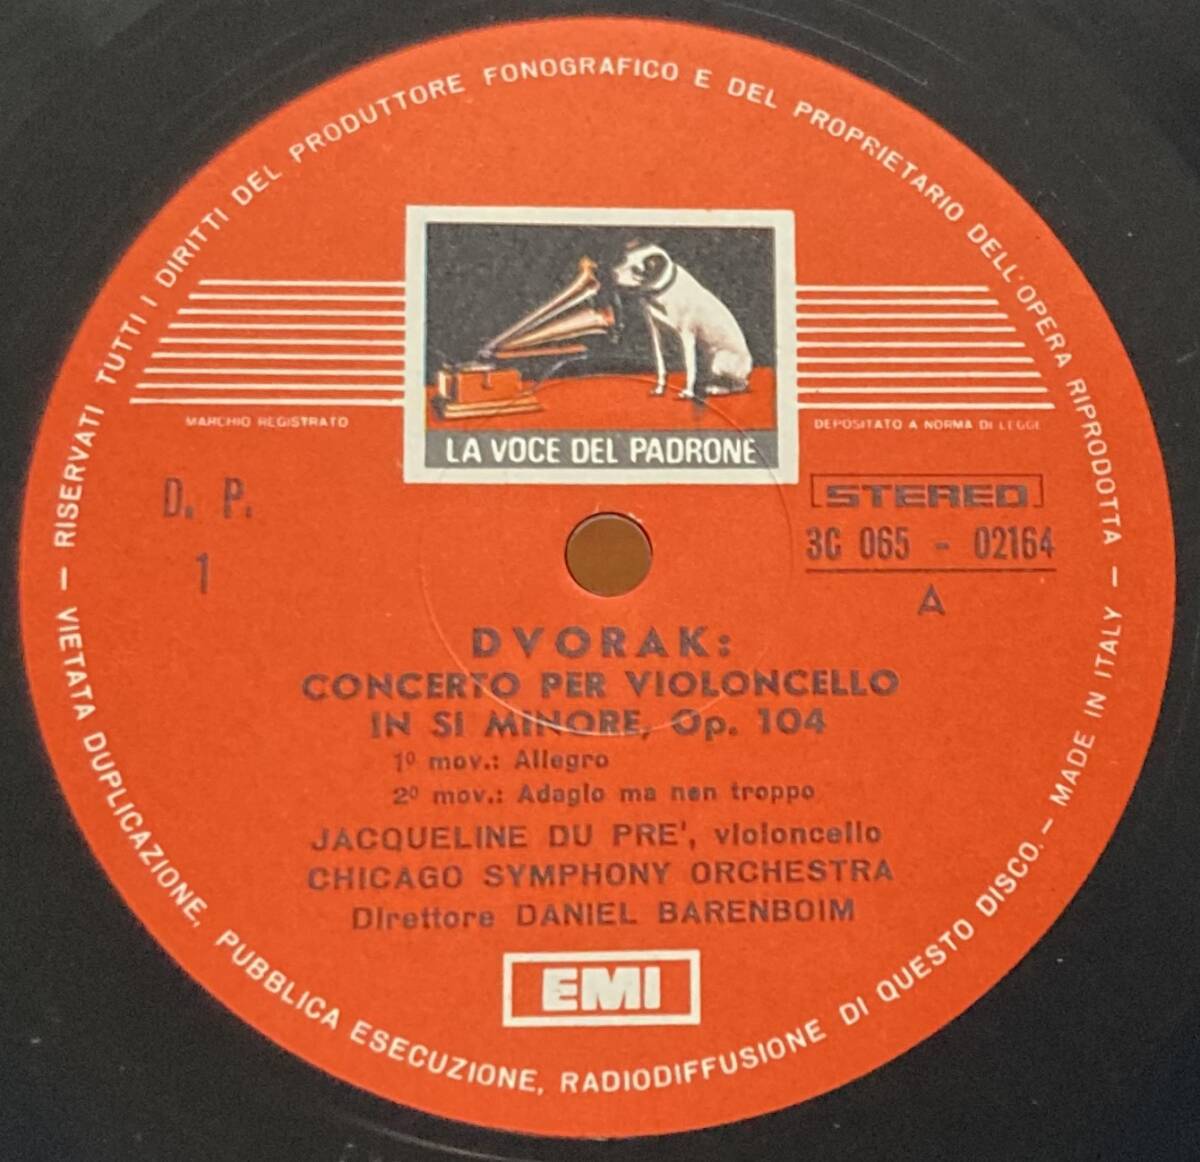 RISERVATI TUTTI I DIRITTI DEL PRODUTTORE FONOGRAFICO E DEL PROPRIETARIO DELL'OPERA RIPRODOTTA —
LA VOCE DEL PADRONE
MARCHIO REGISTRATO
DEPOSITATO A NORMA DI LEGGE
D. P.
1
STEREO
3C 065 - 02164
A
DVORAK:
CONCERTO PER VIOLONCELLO
IN SI MINORE, Op. 104
1º mov.: Allegro
2º mov.: Adagio ma non troppo
JACQUELINE DU PRE', violoncello
CHICAGO SYMPHONY ORCHESTRA
Direttore DANIEL BARENBOIM
EMI
— VIETATA DUPLICAZIONE, PUBBLICA ESECUZIONE, RADIODIFFUSIONE DI QUESTO DISCO. — MADE IN ITALY